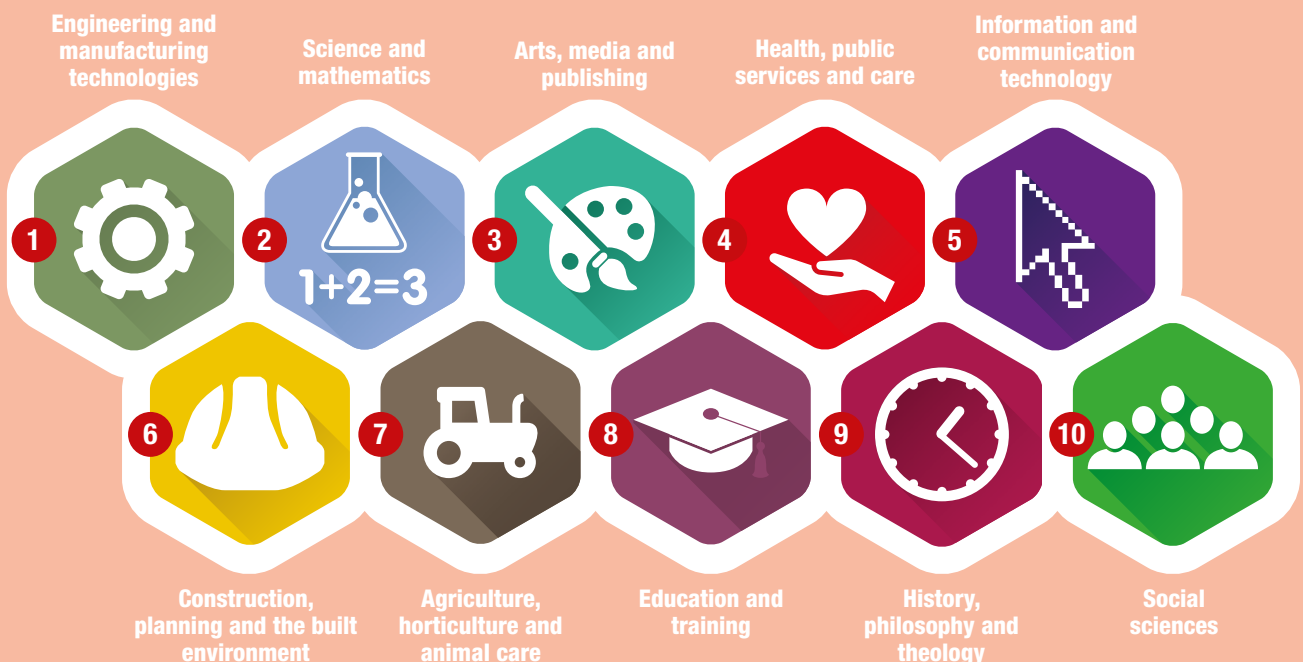 Engineering and
manufacturing
technologies
Science and
mathematics
Arts, media and
publishing
Health, public
services and care
Information and
communication
technology
1
2
1+2=3
3
4
5
6
7
8
9
10
Construction,
planning and the built
environment
Agriculture,
horticulture and
animal care
Education and
training
History,
philosophy and
theology
Social
sciences